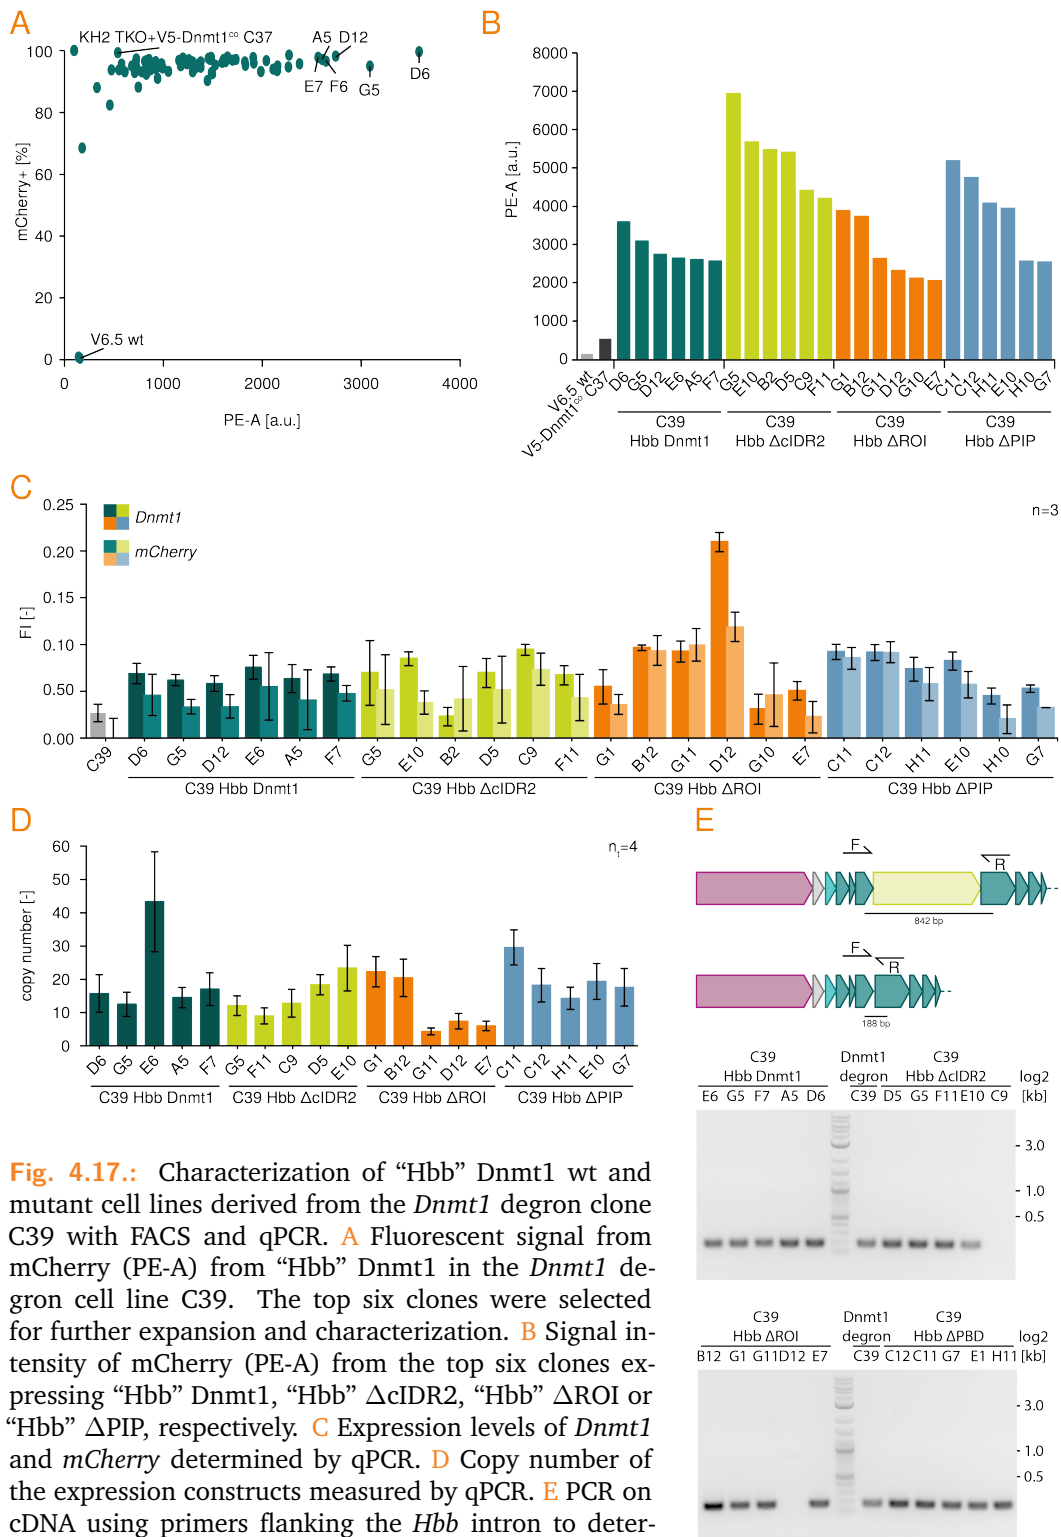 A
KH2 TKO+V5-Dnmt1co C37
A5 D12
E7 F6
G5
D6
V6.5 wt
mCherry+ [%]
100
80
60
40
20
0
0 1000 2000 3000 4000
PE-A [a.u.]
B
PE-A [a.u.]
8000
7000
6000
5000
4000
3000
2000
1000
0
V6.5 wt
V5-Dnmt1co C37
D6 G5 D12 E6 A5 F7
G5 E10 B2 D5 C9 F11
G1 B12 G11 D12 G10 E7
C11 C12 H11 E10 H10 G7
C39 C39 C39 C39
Hbb Dnmt1 Hbb ΔcIDR2 Hbb ΔROI Hbb ΔPIP
C
FI [-]
0.25
0.20
0.15
0.10
0.50
0.00
Dnmt1
mCherry
n=3
C39
D6 G5 D12 E6 A5 F7
G5 E10 B2 D5 C9 F11
G1 B12 G11 D12 G10 E7
C11 C12 H11 E10 H10 G7
C39 Hbb Dnmt1 C39 Hbb ΔcIDR2 C39 Hbb ΔROI C39 Hbb ΔPIP
D
copy number [-]
60
50
40
30
20
10
0
nt=4
D6 G5 E6 A5 F7
G5 F11 C9 D5 E10
G1 B12 G11 D12 E7
C11 C12 H11 E10 G7
C39 Hbb Dnmt1 C39 Hbb ΔcIDR2 C39 Hbb ΔROI C39 Hbb ΔPIP
E
F
R
842 bp
F
R
188 bp
C39 Dnmt1 C39
Hbb Dnmt1 degron Hbb ΔcIDR2 log2
E6 G5 F7 A5 D6 C39 D5 G5 F11 E10 C9 [kb]
3.0
1.0
0.5
C39 Dnmt1 C39
Hbb ΔROI degron Hbb ΔPBD log2
B12 G1 G11 D12 E7 C39 C12 C11 G7 E1 H11 [kb]
3.0
1.0
0.5
Fig. 4.17.: Characterization of “Hbb” Dnmt1 wt and
mutant cell lines derived from the Dnmt1 degron clone
C39 with FACS and qPCR. A Fluorescent signal from
mCherry (PE-A) from “Hbb” Dnmt1 in the Dnmt1 de-
gron cell line C39. The top six clones were selected
for further expansion and characterization. B Signal in-
tensity of mCherry (PE-A) from the top six clones ex-
pressing “Hbb” Dnmt1, “Hbb” ΔcIDR2, “Hbb” ΔROI or
“Hbb” ΔPIP, respectively. C Expression levels of Dnmt1
and mCherry determined by qPCR. D Copy number of
the expression constructs measured by qPCR. E PCR on
cDNA using primers flanking the Hbb intron to deter-